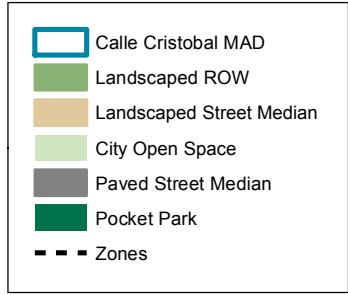 Calle Cristobal MAD
Landscaped ROW
Landscaped Street Median
City Open Space
Paved Street Median
Pocket Park
Zones